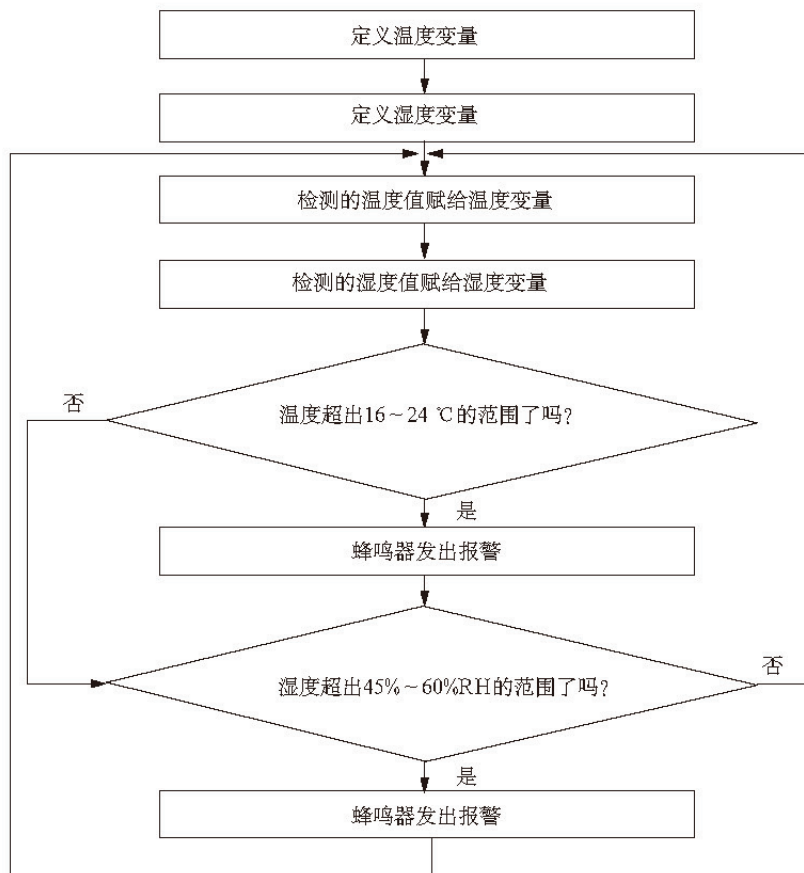 定义温度变量
定义湿度变量
检测的温度值赋给温度变量
检测的湿度值赋给湿度变量
否
温度超出16～24 ℃的范围了吗?
是
蜂鸣器发出报警
否
湿度超出45%～60%RH的范围了吗?
是
蜂鸣器发出报警